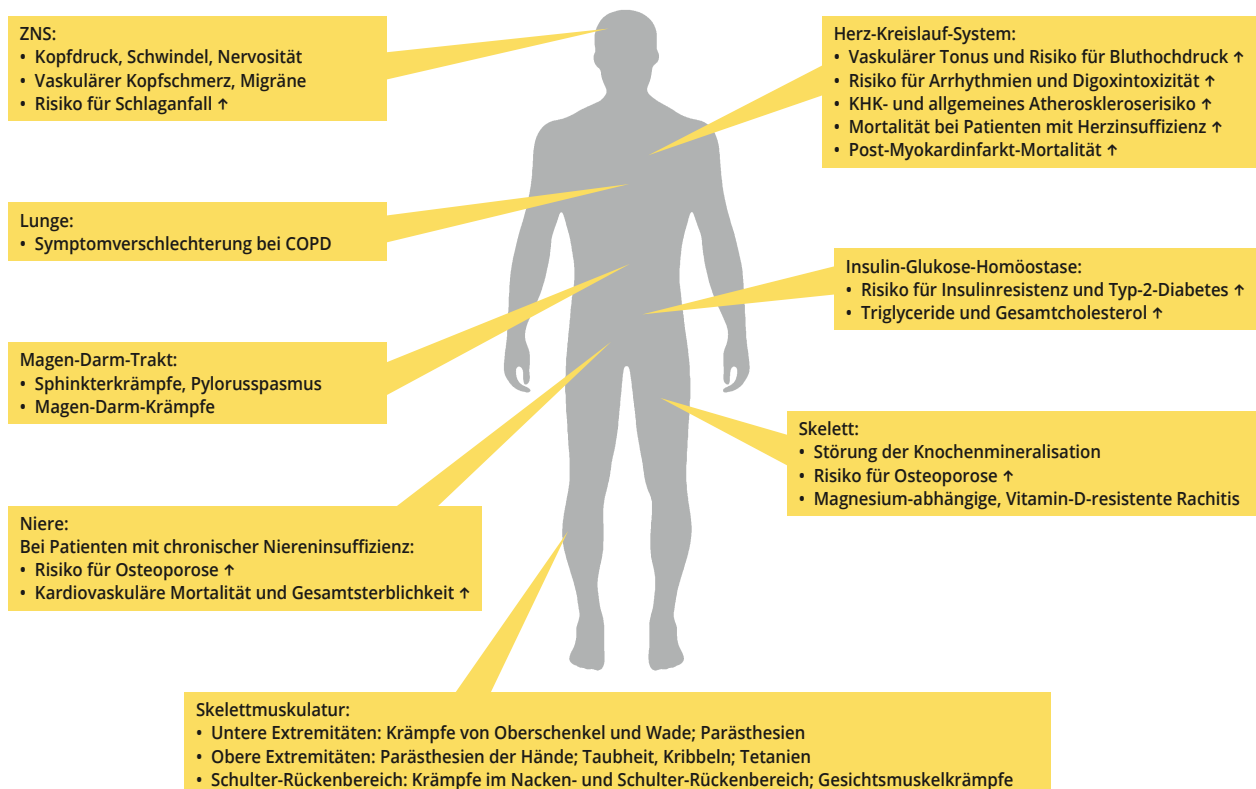 ZNS:
• Kopfdruck, Schwindel, Nervosität
• Vaskulärer Kopfschmerz, Migräne
• Risiko für Schlaganfall ↑
Herz-Kreislauf-System:
• Vaskulärer Tonus und Risiko für Bluthochdruck ↑
• Risiko für Arrhythmien und Digoxintoxizität ↑
• KHK- und allgemeines Atheroskleroserisiko ↑
• Mortalität bei Patienten mit Herzinsuffizienz ↑
• Post-Myokardinfarkt-Mortalität ↑
Lunge:
• Symptomverschlechterung bei COPD
Insulin-Glukose-Homöostase:
• Risiko für Insulinresistenz und Typ-2-Diabetes ↑
• Triglyceride und Gesamtcholesterol ↑
Magen-Darm-Trakt:
• Sphinkterkrämpfe, Pylorusspasmus
• Magen-Darm-Krämpfe
Skelett:
• Störung der Knochenmineralisation
• Risiko für Osteoporose ↑
• Magnesium-abhängige, Vitamin-D-resistente Rachitis
Niere:
Bei Patienten mit chronischer Niereninsuffizienz:
• Risiko für Osteoporose ↑
• Kardiovaskuläre Mortalität und Gesamtsterblichkeit ↑
Skelettmuskulatur:
• Untere Extremitäten: Krämpfe von Oberschenkel und Wade; Parästhesien
• Obere Extremitäten: Parästhesien der Hände; Taubheit, Kribbeln; Tetanien
• Schulter-Rückenbereich: Krämpfe im Nacken- und Schulter-Rückenbereich; Gesichtsmuskelkrämpfe